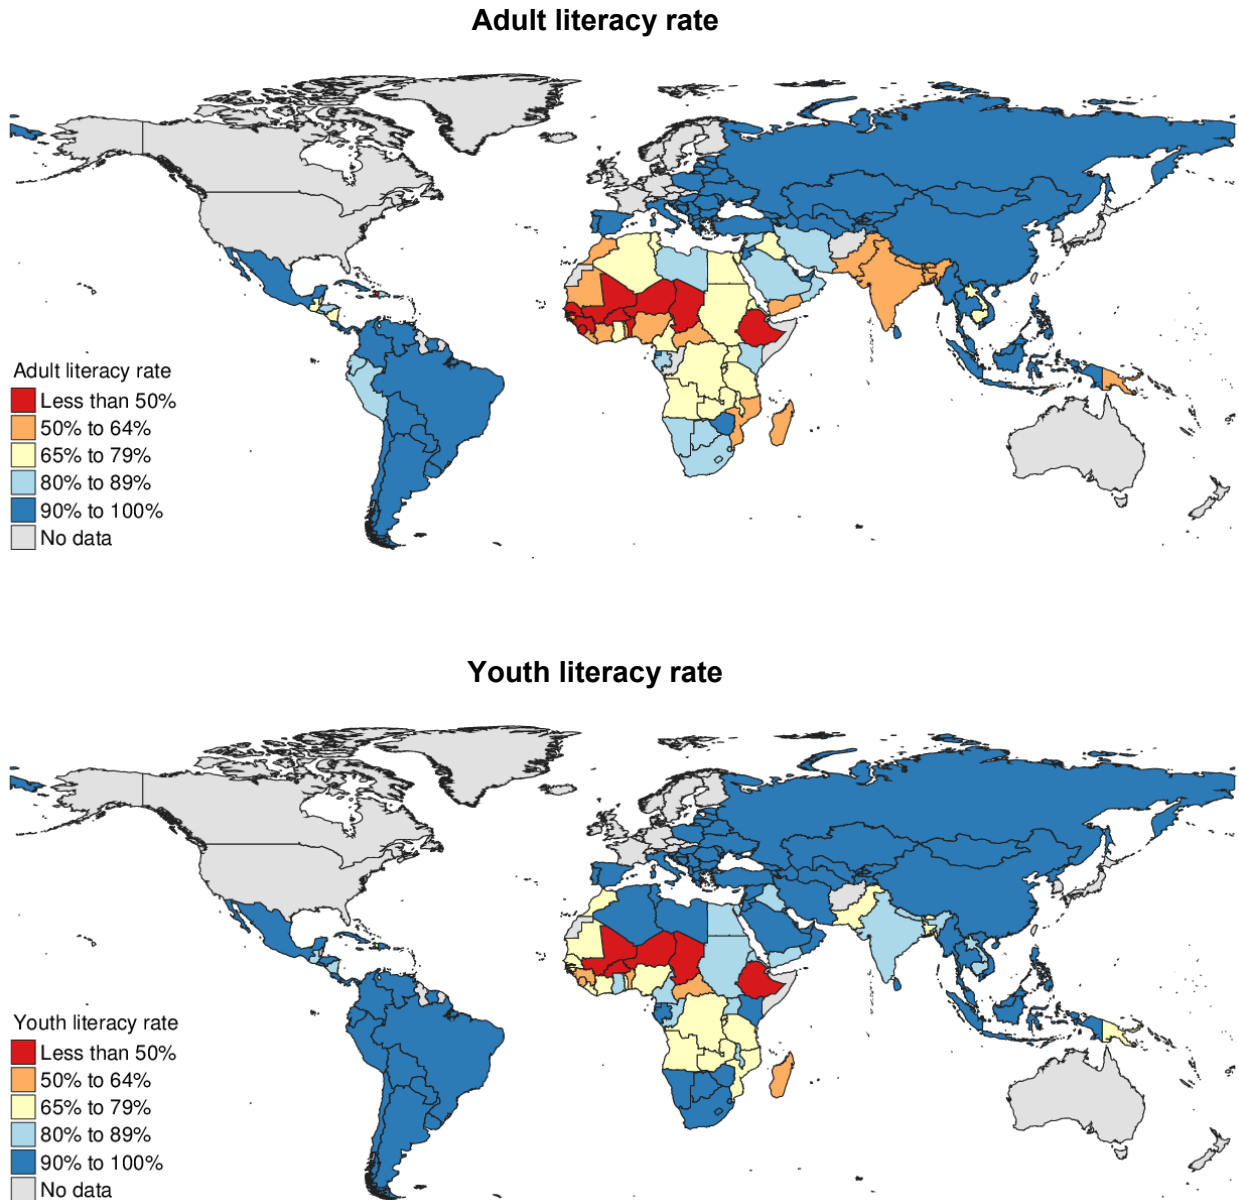 Adult literacy rate
Adult literacy rate
Less than 50%
50% to 64%
65% to 79%
80% to 89%
90% to 100%
No data
Youth literacy rate
Youth literacy rate
Less than 50%
50% to 64%
65% to 79%
80% to 89%
90% to 100%
No data